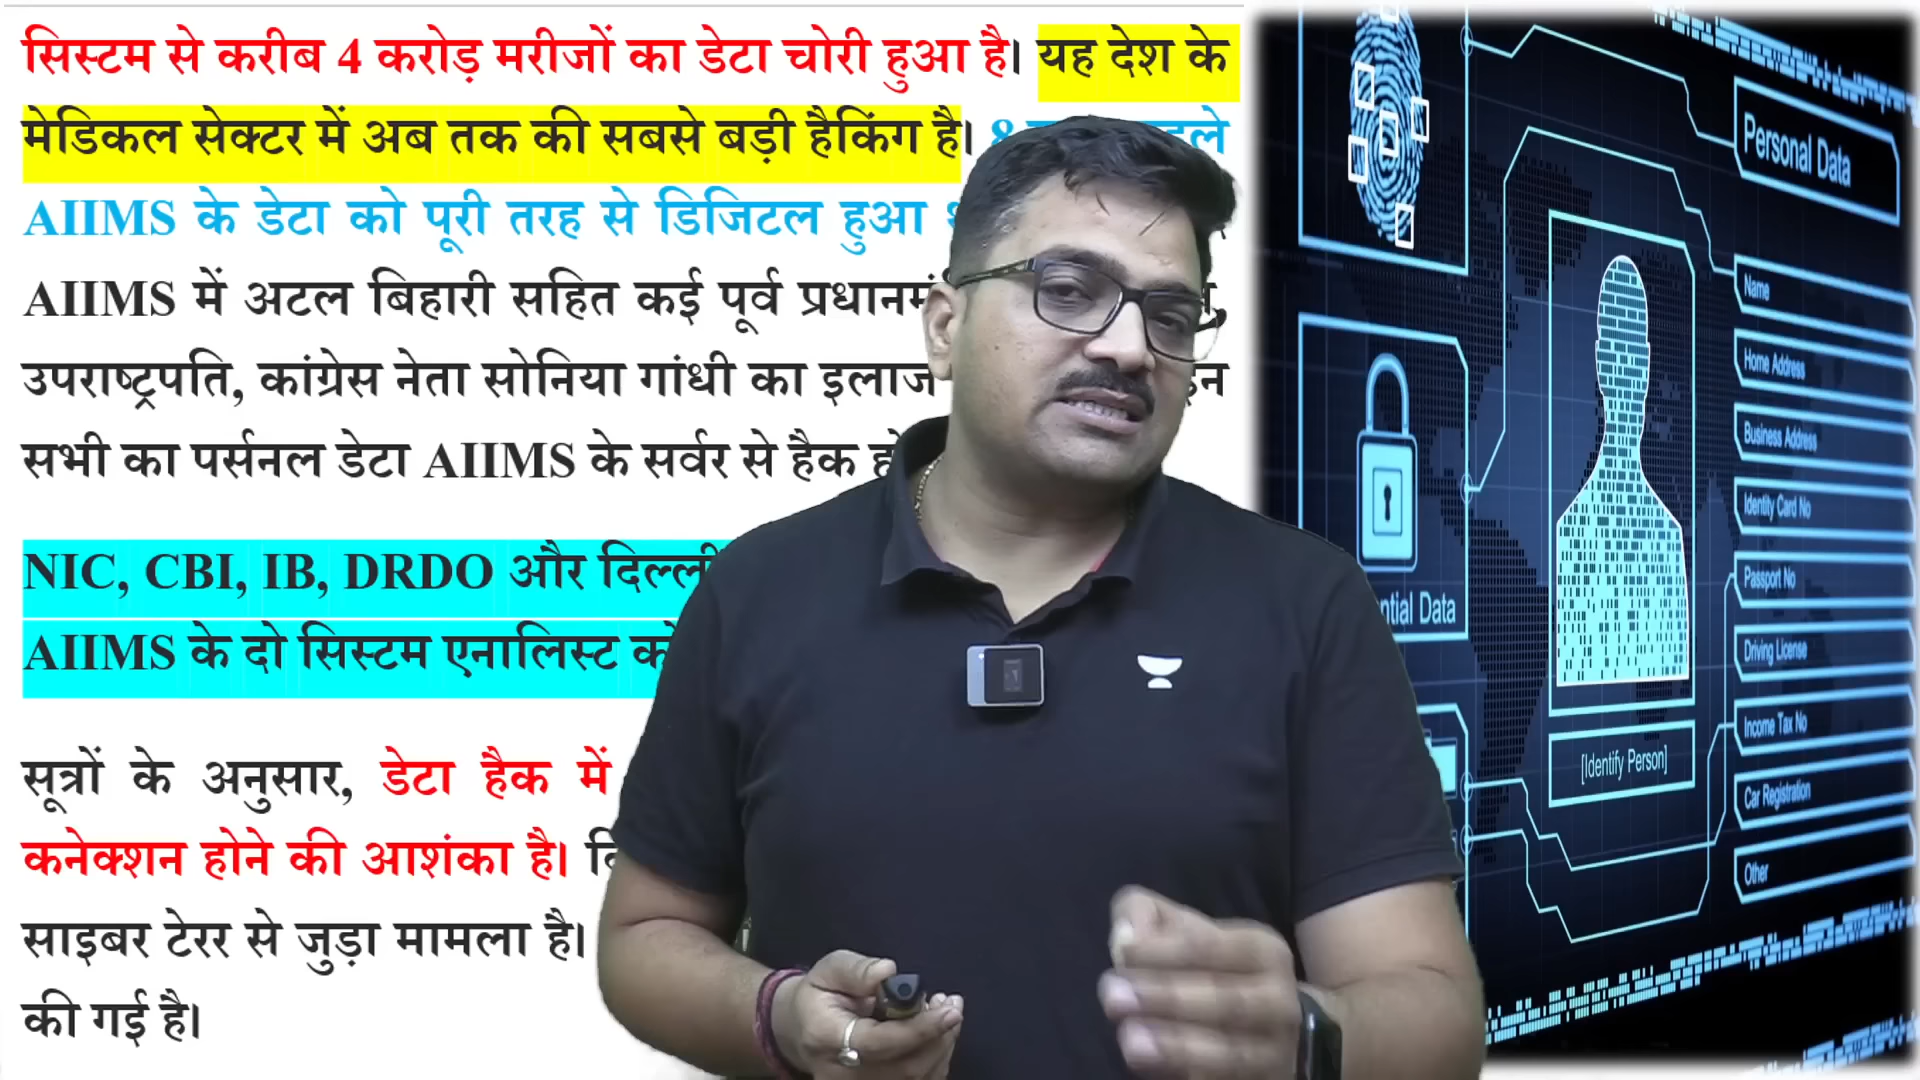 सिस्टम से करीब 4 करोड़ मरीजों का डेटा चोरी हुआ है। यह देश के
मेडिकल सेक्टर में अब तक की सबसे बड़ी हैकिंग है। 8
AIIMS के डेटा को पूरी तरह से डिजिटल हुआ
AIIMS में अटल बिहारी सहित कई पूर्व
उपराष्ट्रपति, कांग्रेस नेता सोनिया गांधी का इलाज
सभी का पर्सनल डेटा AIIMS के सर्वर से हैक
NIC, CBI, IB, DRDO और
AIIMS के दो सिस्टम एनालिस्ट
सूत्रों के अनुसार, डेटा हैक में
कनेक्शन होने की आशंका है।
साइबर टेरर से जुड़ा मामला है।
की गई है।
Personal Data
Name
Home Address
Business Address
Identity Card No
Passport No
Driving License
Income Tax No
Car Registration
Other
Data
[Identify Person]